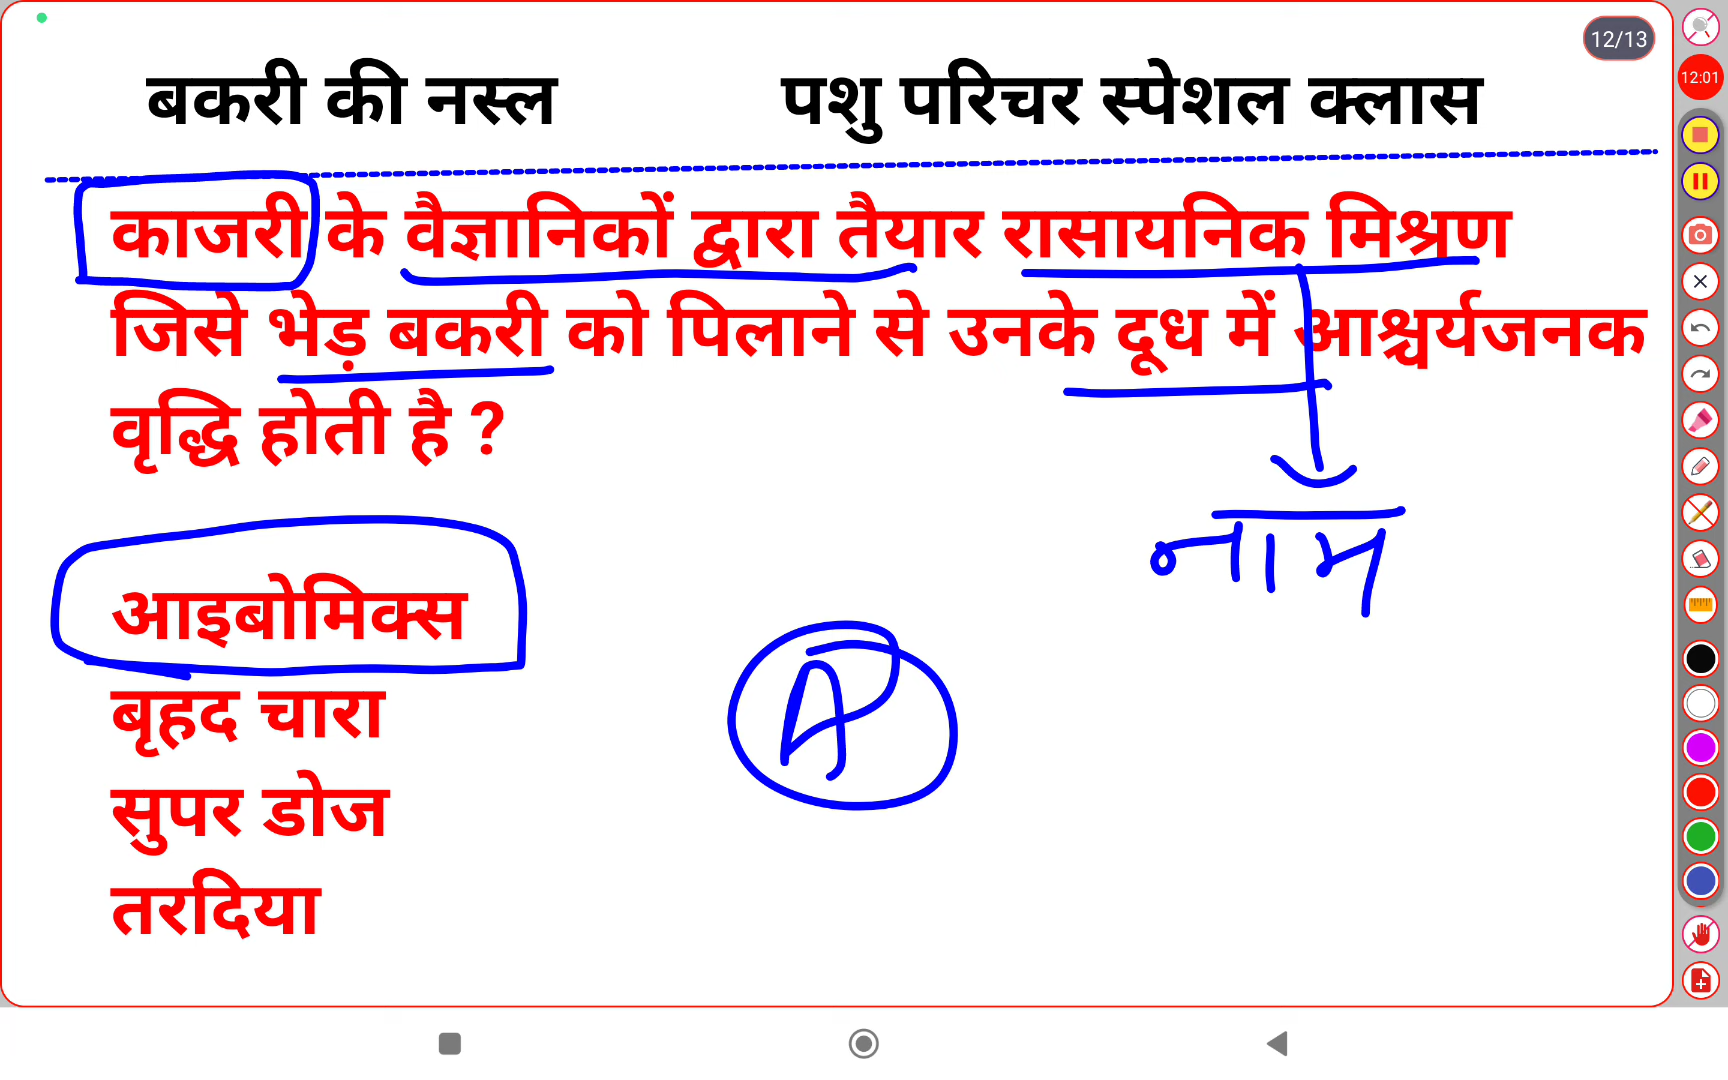 12/13
12:01
बकरी की नस्ल पशु परिचर स्पेशल क्लास
काजरी के वैज्ञानिकों द्वारा तैयार रासायनिक मिश्रण
जिसे भेड़ बकरी को पिलाने से उनके दूध में आश्चर्यजनक
वृद्धि होती है ?
नाम
आइबोमिक्स
A
बृहद चारा
सुपर डोज
तरदिया